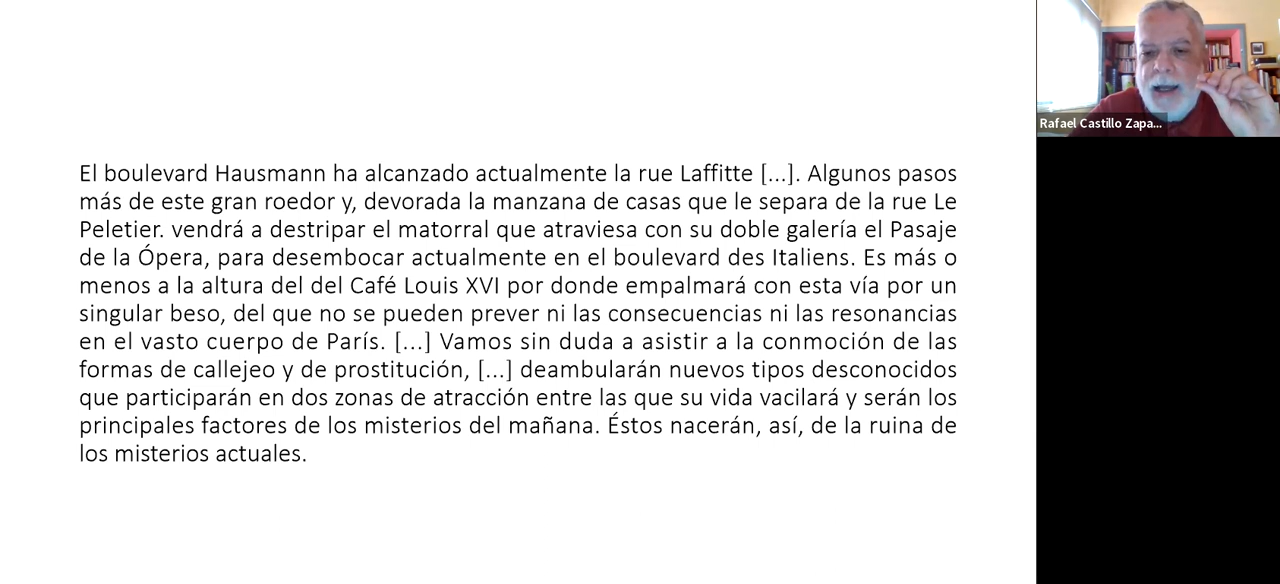 El boulevard Hausmann ha alcanzado actualmente la rue Laffitte [...]. Algunos pasos
más de este gran roedor y, devorada la manzana de casas que le separa de la rue Le
Peletier. vendrá a destripar el matorral que atraviesa con su doble galería el Pasaje
de la Ópera, para desembocar actualmente en el boulevard des Italiens. Es más o
menos a la altura del del Café Louis XVI por donde empalmará con esta vía por un
singular beso, del que no se pueden prever ni las consecuencias ni las resonancias
en el vasto cuerpo de París. [...] Vamos sin duda a asistir a la conmoción de las
formas de callejeo y de prostitución, [...] deambularán nuevos tipos desconocidos
que participarán en dos zonas de atracción entre las que su vida vacilará y serán los
principales factores de los misterios del mañana. Éstos nacerán, así, de la ruina de
los misterios actuales.
Rafael Castillo Zapa...